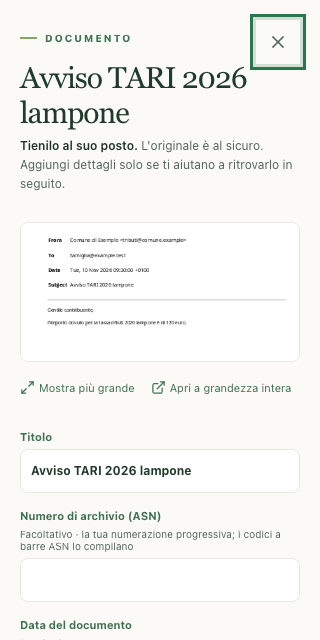 DOCUMENTO
Avviso TARI 2026
lampone
Tienilo al suo posto. L'originale è al sicuro.
Aggiungi dettagli solo se ti aiutano a ritrovarlo in
seguito.
From Comune di Esempio <tributi@comune.example>
To famiglia@example.test
Date Tue, 10 Nov 2026 09:30:00 +0100
Subject Avviso TARI 2026 lampone
Gentile contribuente,
l'importo dovuto per la tassa rifiuti 2026 lampone è di 120 euro.
Mostra più grande
Apri a grandezza intera
Titolo
Avviso TARI 2026 lampone
Numero di archivio (ASN)
Facoltativo · la tua numerazione progressiva; i codici a
barre ASN lo compilano
Data del documento